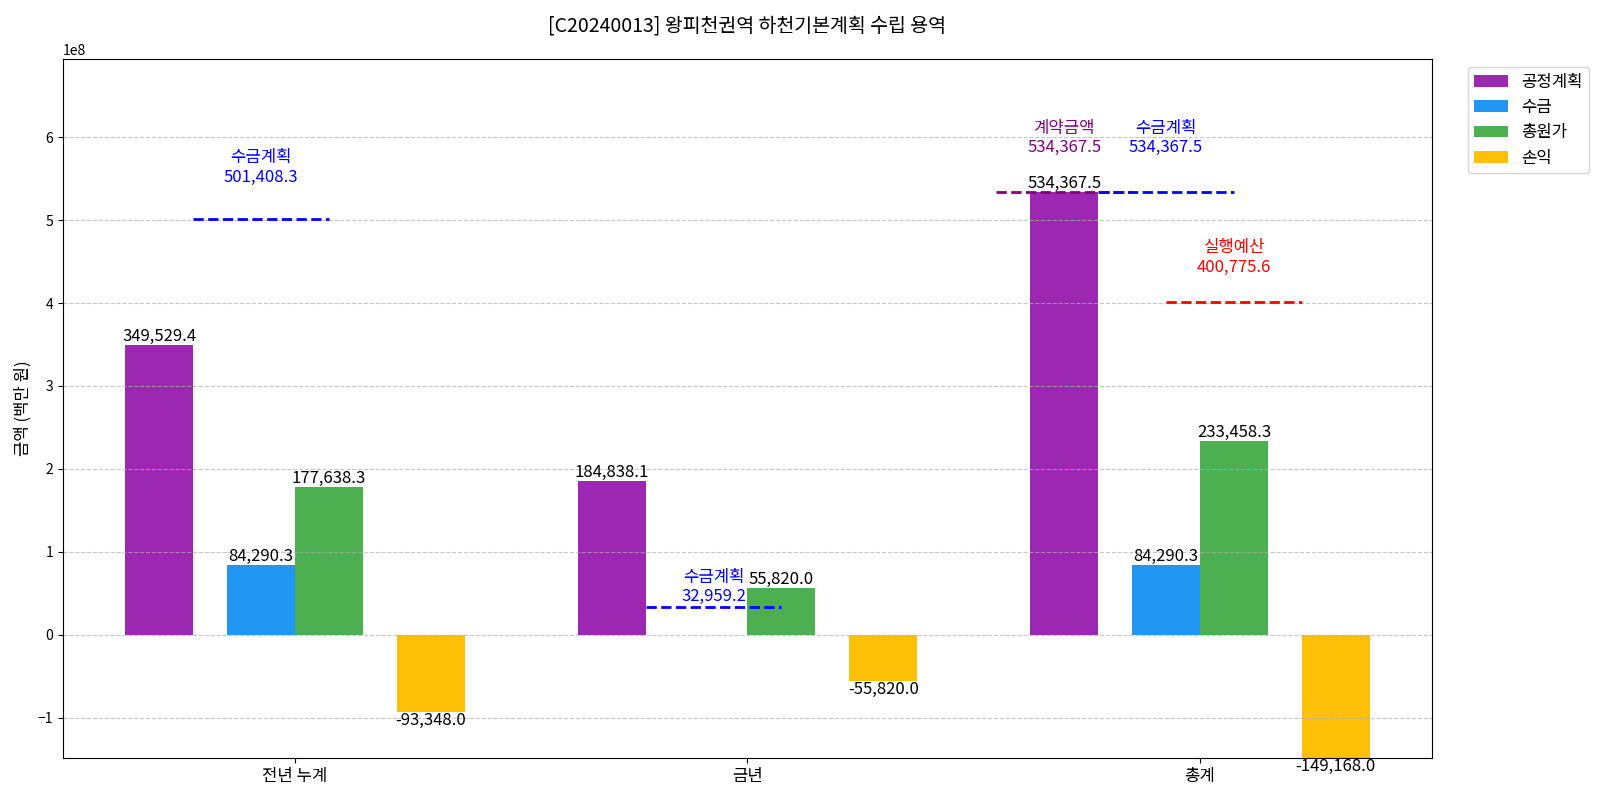 [C20240013] 왕피천권역 하천기본계획 수립 용역
1e8
공정계획
수금
총원가
손익
금액 (백만 원)
6
5
4
3
2
1
0
−1
수금계획
501,408.3
349,529.4
84,290.3
177,638.3
-93,348.0
184,838.1
수금계획
32,959.2
55,820.0
-55,820.0
계약금액
534,367.5
수금계획
534,367.5
534,367.5
실행예산
400,775.6
84,290.3
233,458.3
-149,168.0
전년 누계
금년
총계